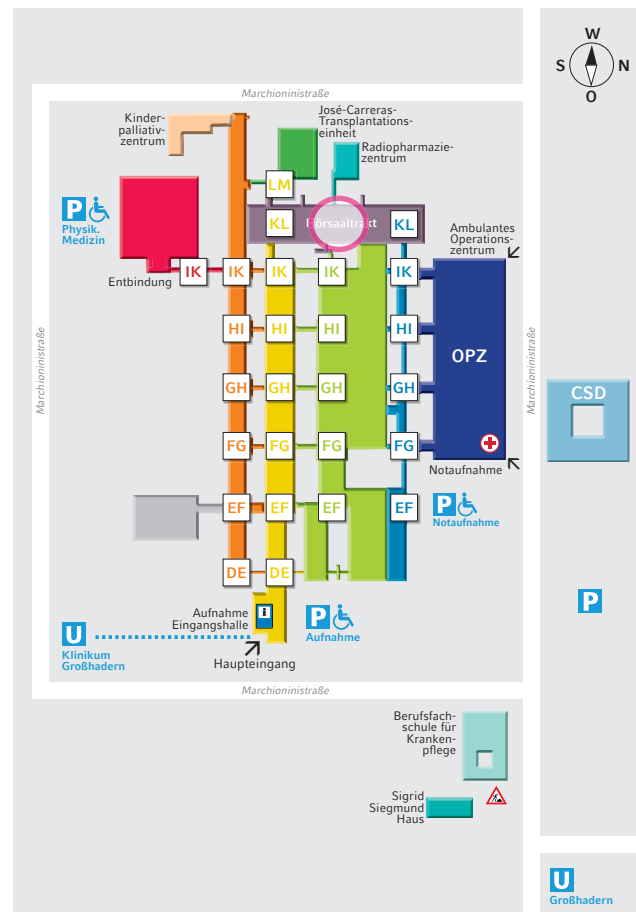 W
S
N
O
Marchioninistraße
Kinder-
palliativ-
zentrum
José-Carreras-
Transplantations-
einheit
Radiopharmazie-
zentrum
LM
P
Physik.
Medizin
KL
Hörsaaltrakt
KL
Ambulantes
Operations-
zentrum
Entbindung
IK
IK
IK
IK
IK
HI
HI
HI
HI
OPZ
Marchioninistraße
Marchioninistraße
GH
GH
GH
GH
CSD
FG
FG
FG
FG
Notaufnahme
EF
EF
EF
EF
P
Notaufnahme
DE
DE
Aufnahme
Eingangshalle
i
P
Aufnahme
P
U
Klinikum
Großhadern
Haupteingang
Marchioninistraße
Berufsfach-
schule für
Kranken-
pflege
Sigrid
Siegmund
Haus
U
Großhadern